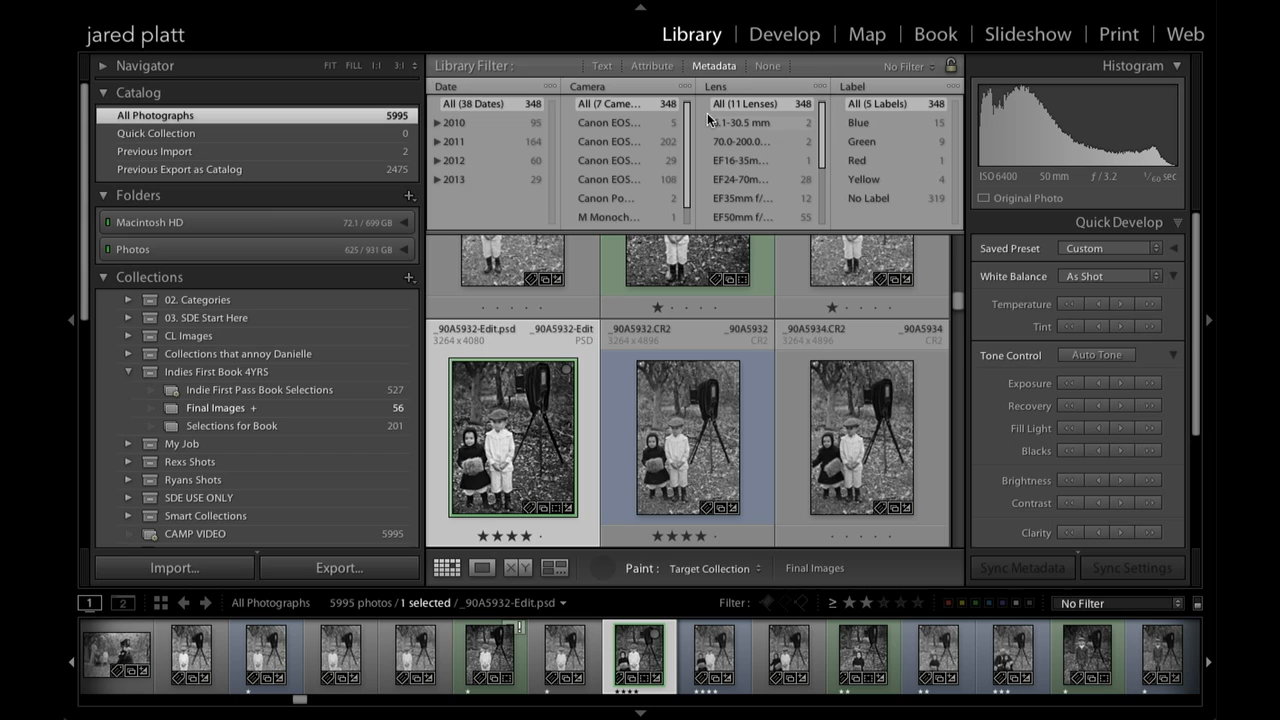 jared platt
Library | Develop | Map | Book | Slideshow | Print | Web
Navigator FIT FILL 1:1 3:1
Catalog
All Photographs 5995
Quick Collection 0
Previous Import 2
Previous Export as Catalog 2475
Folders
Macintosh HD 72.1 / 699 GB
Photos 625 / 931 GB
Collections
02. Categories
03. SDE Start Here
CL Images
Collections that annoy Danielle
Indies First Book 4YRS
Indie First Pass Book Selections 527
Final Images + 56
Selections for Book 201
My Job
Rexs Shots
Ryans Shots
SDE USE ONLY
Smart Collections
CAMP VIDEO 5995
Import... Export...
Library Filter : Text Attribute Metadata None No Filter
Date Camera Lens Label
All (38 Dates) 348 All (7 Came... 348 All (11 Lenses) 348 All (5 Labels) 348
2010 95 Canon EOS... 5 .1-30.5 mm 2 Blue 15
2011 164 Canon EOS... 202 70.0-200.0... 2 Green 9
2012 60 Canon EOS... 29 EF16-35m... 1 Red 1
2013 29 Canon EOS... 108 EF24-70m... 28 Yellow 4
Canon Po... 2 EF35mm f/... 12 No Label 319
M Monoch... 1 EF50mm f/... 55
_90A5932-Edit.psd _90A5932-Edit _90A5932.CR2 _90A5932 _90A5934.CR2 _90A5934
3264 x 4080 PSD 3264 x 4896 CR2 3264 x 4896 CR2
Paint : Target Collection Final Images
Histogram
ISO 6400 50 mm ƒ / 3.2 1/60 sec
Original Photo
Quick Develop
Saved Preset Custom
White Balance As Shot
Temperature
Tint
Tone Control Auto Tone
Exposure
Recovery
Fill Light
Blacks
Brightness
Contrast
Clarity
Sync Metadata Sync Settings
1 2 All Photographs 5995 photos / 1 selected / _90A5932-Edit.psd Filter : ≥ No Filter